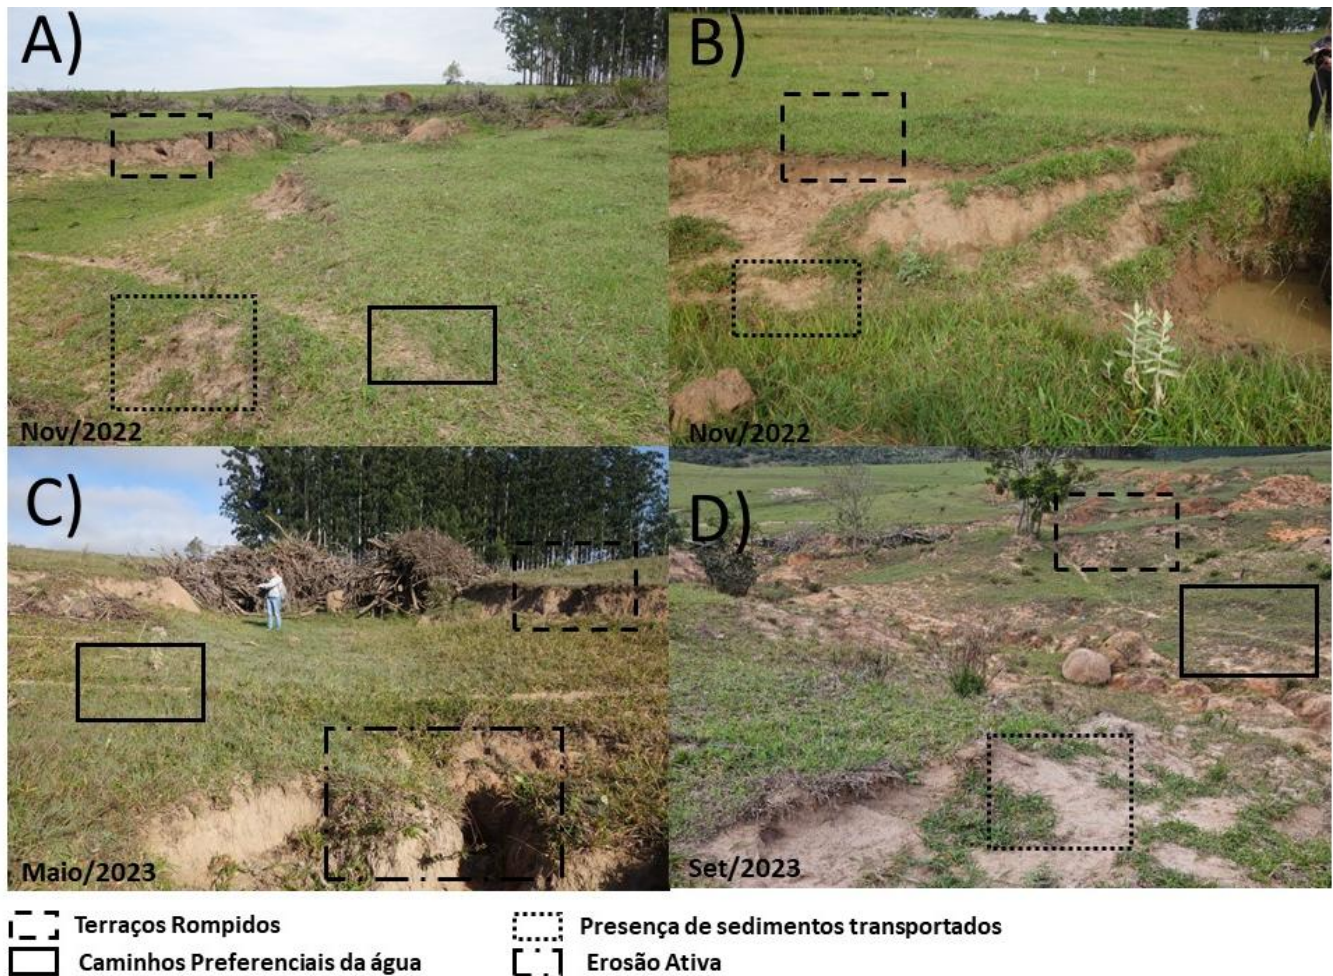 A)
B)
Nov/2022
Nov/2022
C)
D)
Maio/2023
Set/2023
Terraços Rompidos
Presença de sedimentos transportados
Caminhos Preferenciais da água
Erosão Ativa